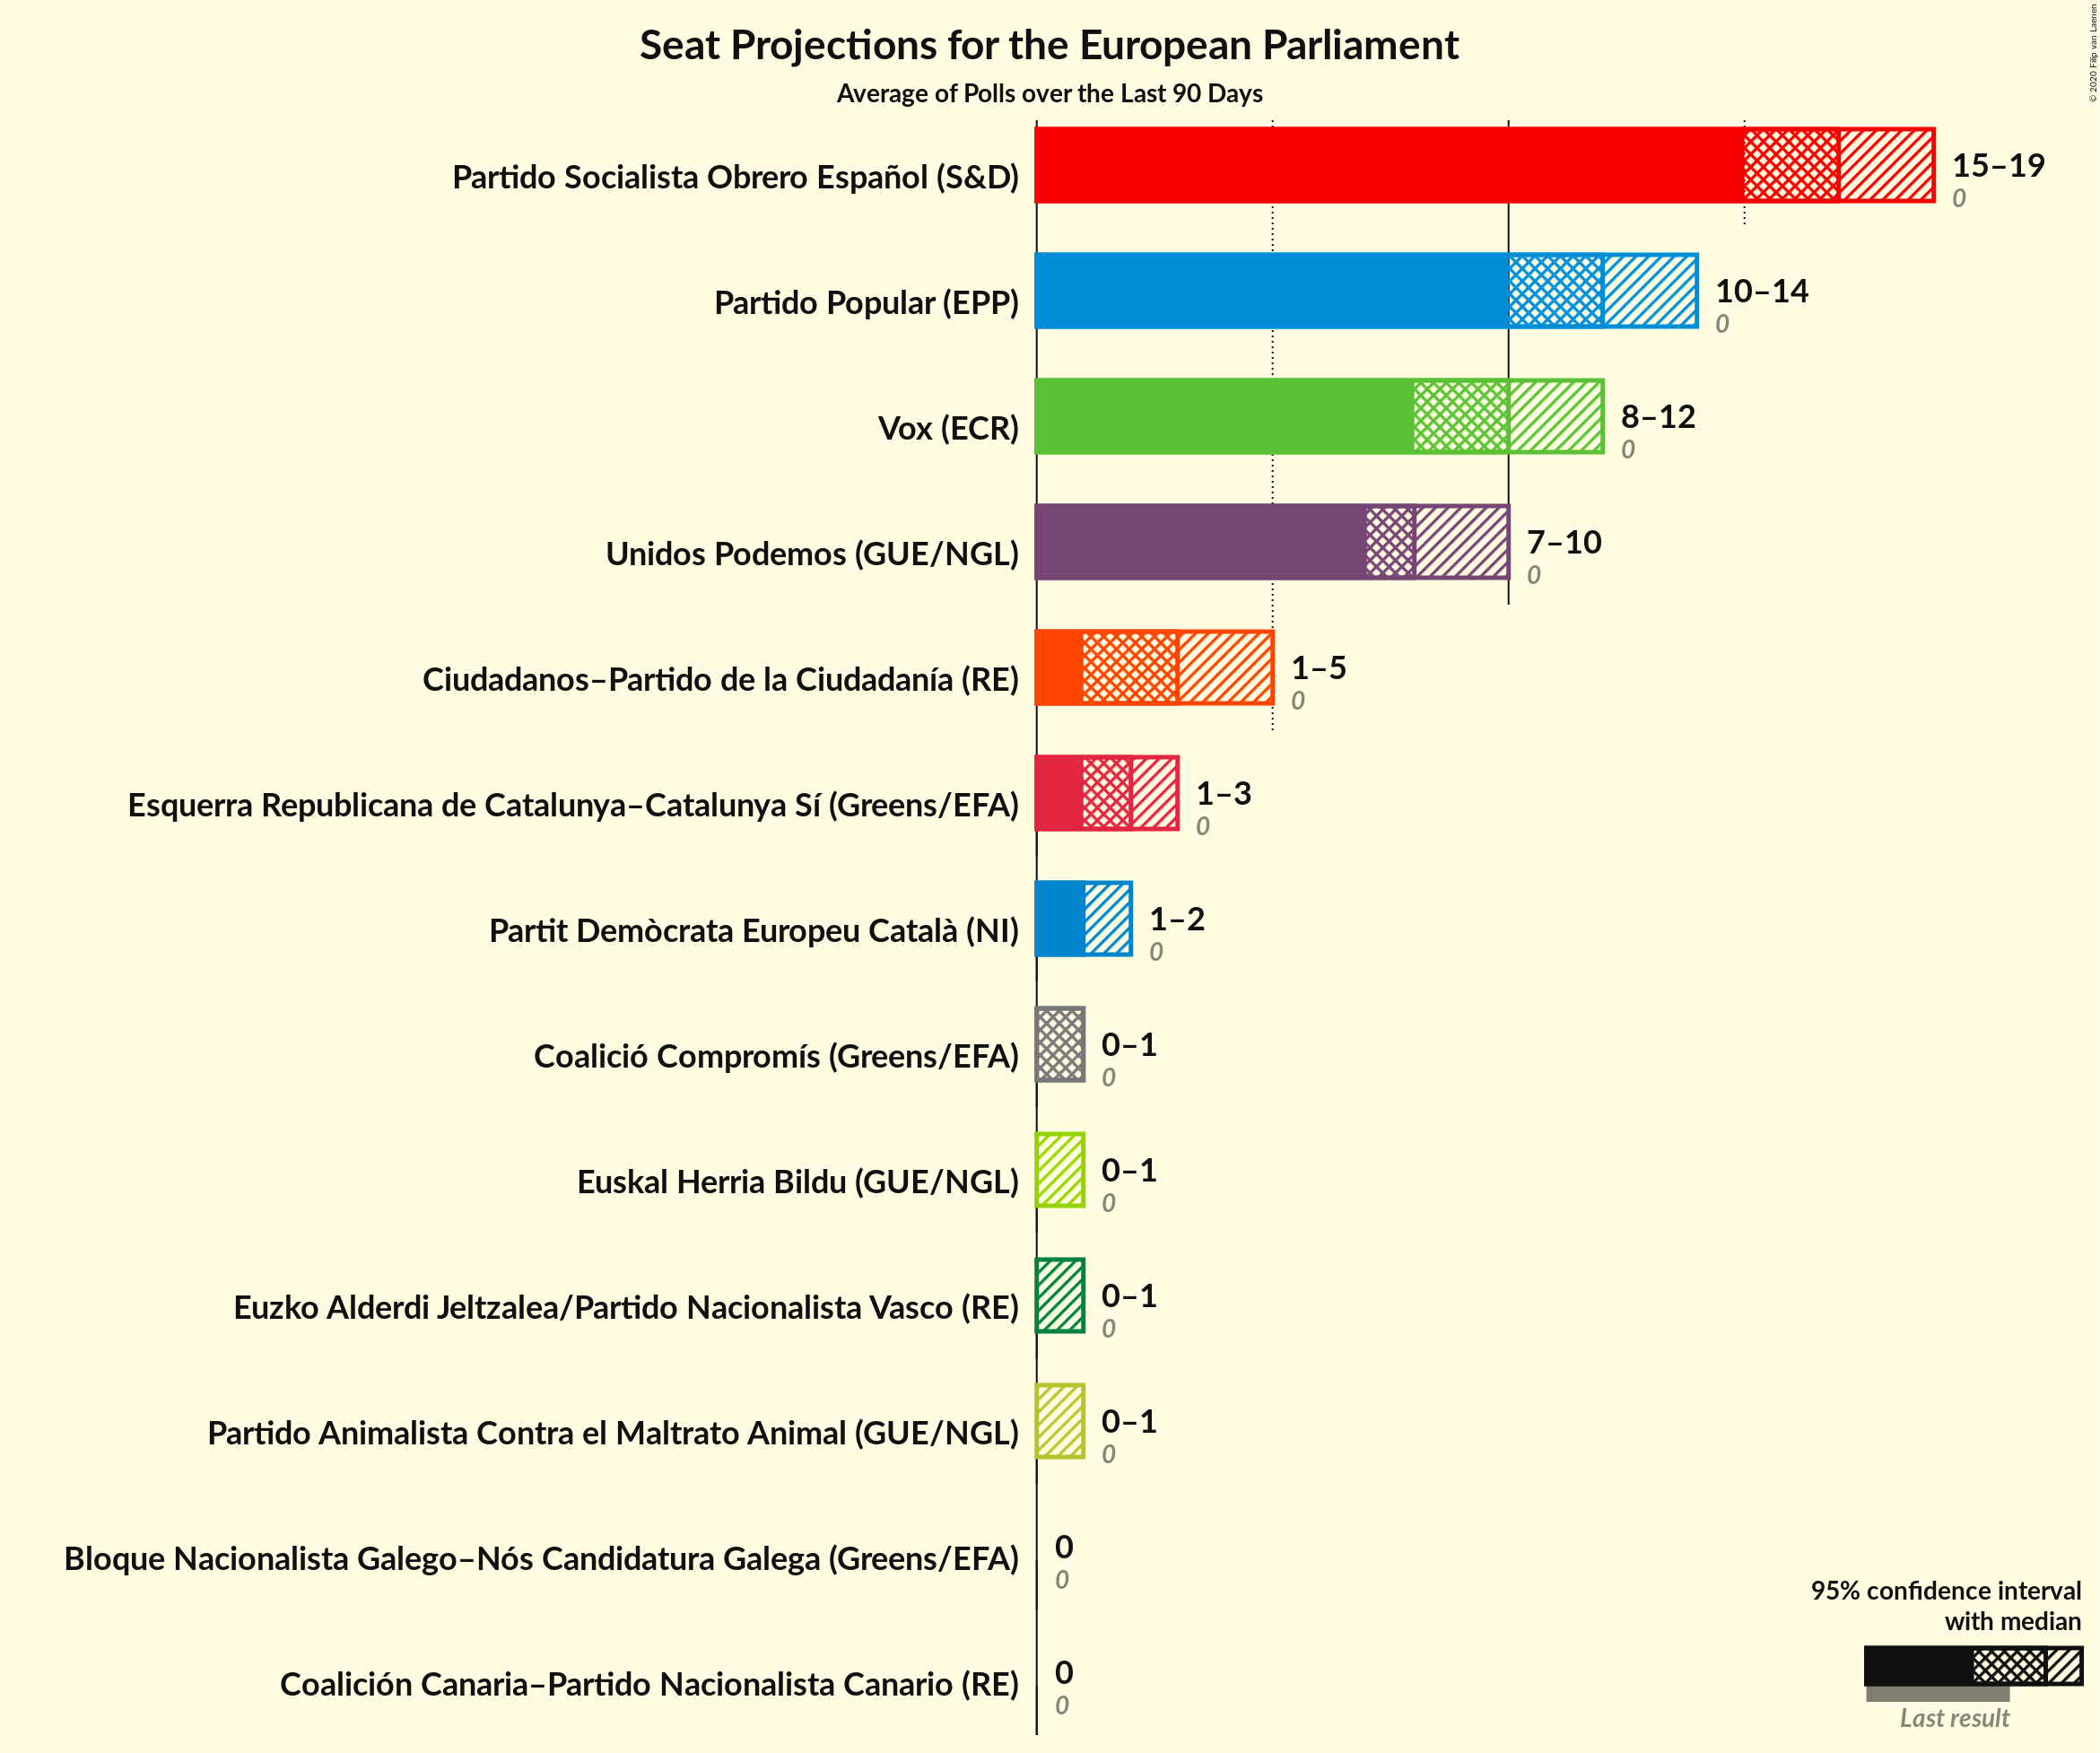 © 2020 Filip van Laenen
Seat Projections for the European Parliament
Average of Polls over the Last 90 Days
Partido Socialista Obrero Español (S&D)
15–19
0
Partido Popular (EPP)
10–14
0
Vox (ECR)
8–12
0
Unidos Podemos (GUE/NGL)
7–10
0
Ciudadanos–Partido de la Ciudadanía (RE)
1–5
0
Esquerra Republicana de Catalunya–Catalunya Sí (Greens/EFA)
1–3
0
Partit Demòcrata Europeu Català (NI)
1–2
0
Coalició Compromís (Greens/EFA)
0–1
0
Euskal Herria Bildu (GUE/NGL)
0–1
0
Euzko Alderdi Jeltzalea/Partido Nacionalista Vasco (RE)
0–1
0
Partido Animalista Contra el Maltrato Animal (GUE/NGL)
0–1
0
Bloque Nacionalista Galego–Nós Candidatura Galega (Greens/EFA)
0
0
Coalición Canaria–Partido Nacionalista Canario (RE)
0
0
95% confidence interval
with median
Last result